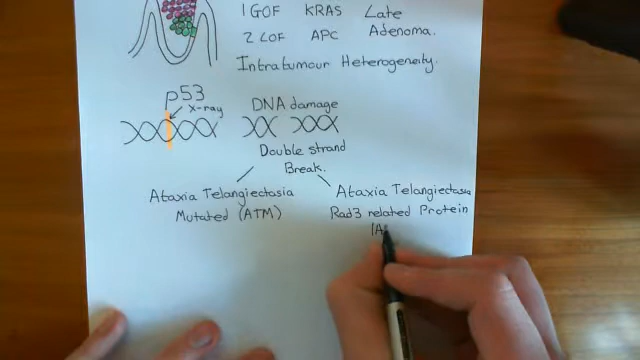 1 GOF KRAS Late
2 LOF APC Adenoma.
Intratumour Heterogeneity.
p53
X-ray
DNA damage
Double strand
Break.
Ataxia Telangiectasia
Mutated (ATM)
Ataxia Telangiectasia
Rad3 related Protein
(A